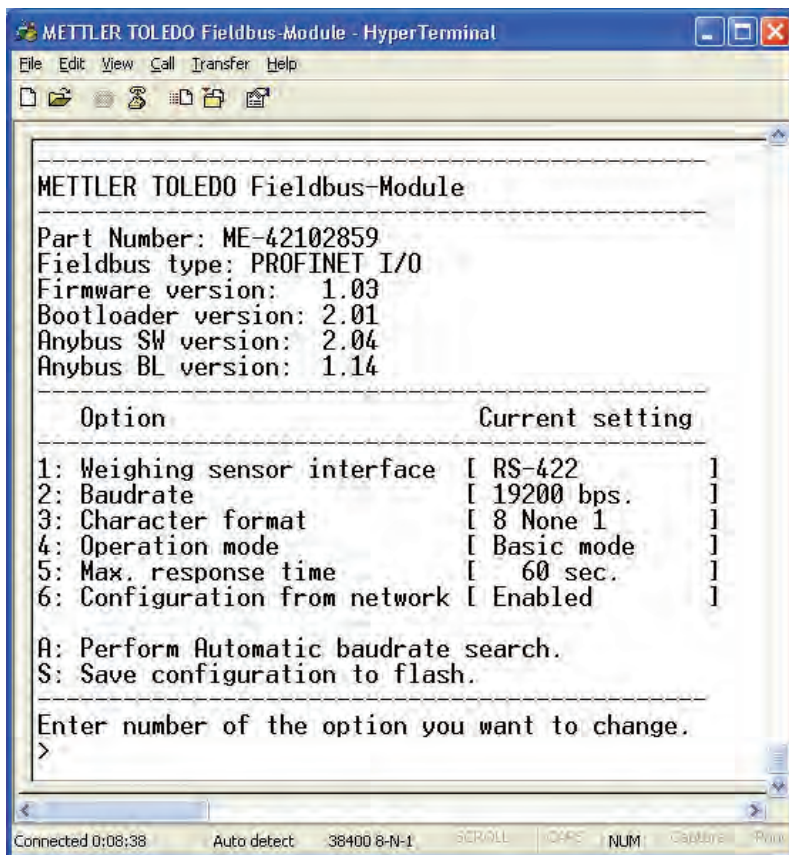 METTLER TOLEDO Fieldbus-Module - HyperTerminal
File Edit View Call Transfer Help
METTLER TOLEDO Fieldbus-Module
Part Number: ME-42102859
Fieldbus type: PROFINET I/O
Firmware version: 1.03
Bootloader version: 2.01
Anybus SW version: 2.04
Anybus BL version: 1.14
Option Current setting
1: Weighing sensor interface [ RS-422 ]
2: Baudrate [ 19200 bps. ]
3: Character format [ 8 None 1 ]
4: Operation mode [ Basic mode ]
5: Max. response time [ 60 sec. ]
6: Configuration from network [ Enabled ]
A: Perform Automatic baudrate search.
S: Save configuration to flash.
Enter number of the option you want to change.
>
Connected 0:08:38 Auto detect 38400 8-N-1 SCROLL CAPS NUM Capture Prin